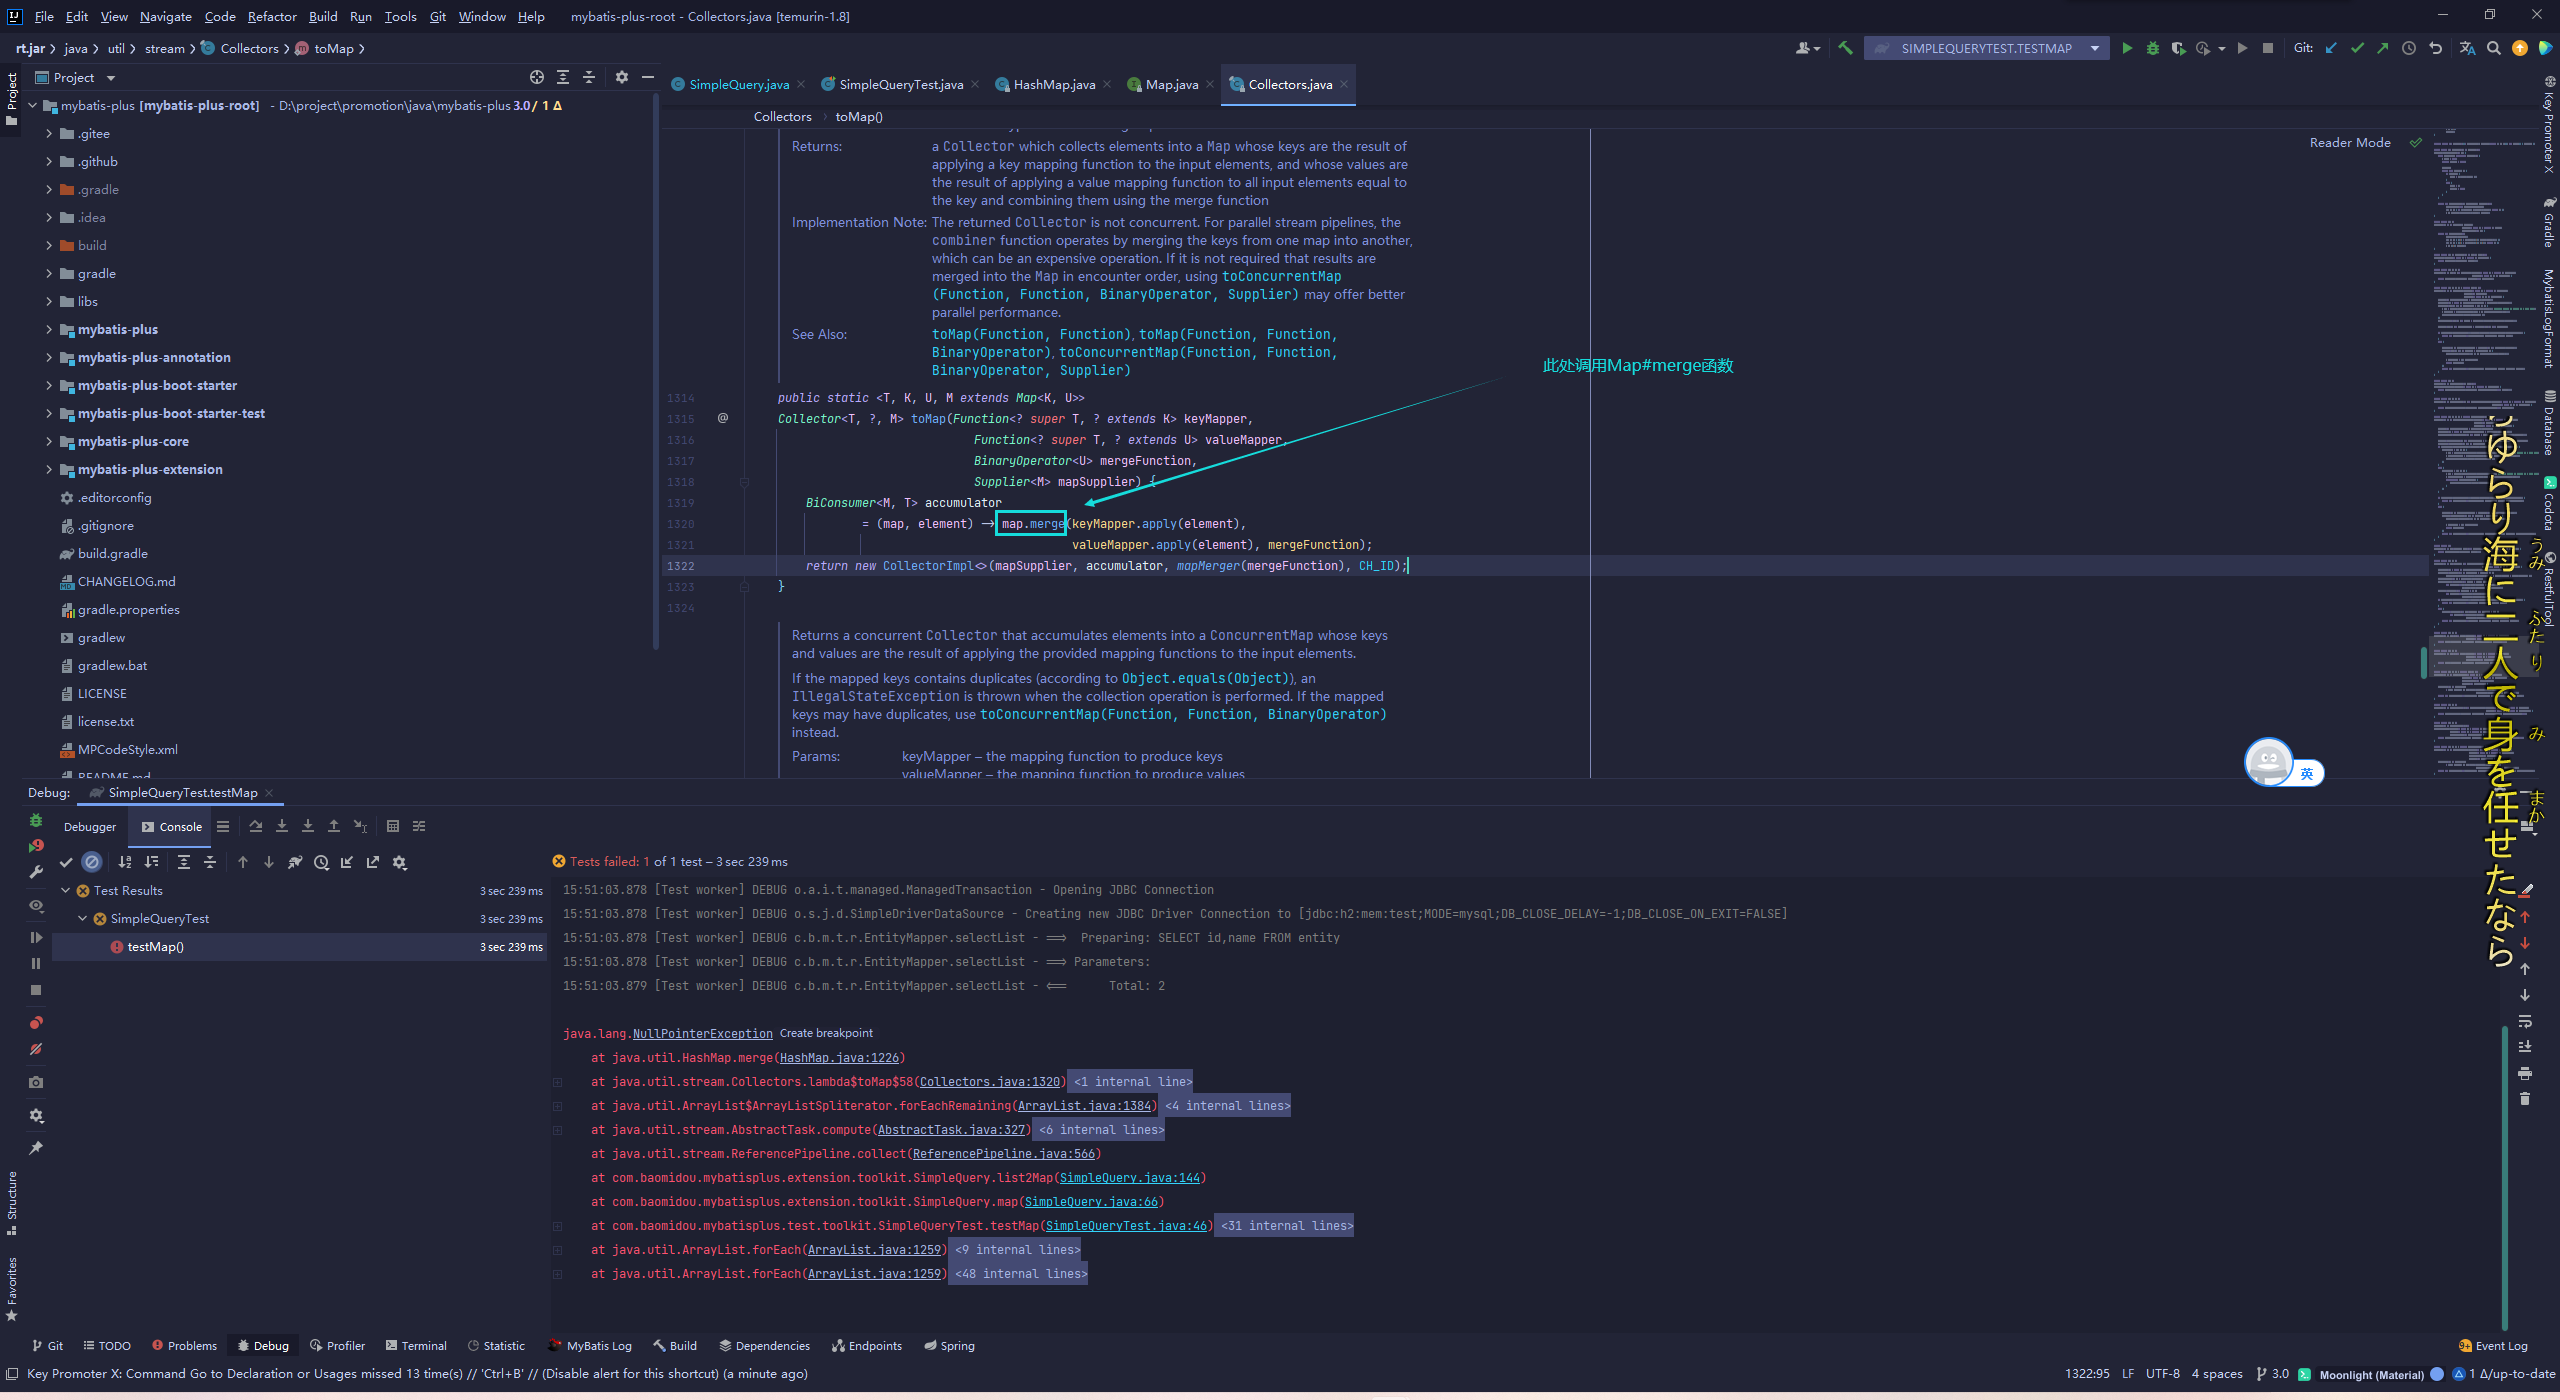 File Edit View Navigate Code Refactor Build Run Tools Git Window Help mybatis-plus-root - Collectors.java [temurin-1.8]
rt.jar java util stream Collectors toMap
SIMPLEQUERYTEST.TESTMAP
Git:
Project
mybatis-plus [mybatis-plus-root] - D:\project\promotion\java\mybatis-plus 3.0 / 1 Δ
.gitee
.github
.gradle
.idea
build
gradle
libs
mybatis-plus
mybatis-plus-annotation
mybatis-plus-boot-starter
mybatis-plus-boot-starter-test
mybatis-plus-core
mybatis-plus-extension
.editorconfig
.gitignore
build.gradle
CHANGELOG.md
gradle.properties
gradlew
gradlew.bat
LICENSE
license.txt
MPCodeStyle.xml
README.md
SimpleQuery.java SimpleQueryTest.java HashMap.java Map.java Collectors.java
Collectors toMap()
Reader Mode
Returns: a Collector which collects elements into a Map whose keys are the result of
applying a key mapping function to the input elements, and whose values are
the result of applying a value mapping function to all input elements equal to
the key and combining them using the merge function
Implementation Note: The returned Collector is not concurrent. For parallel stream pipelines, the
combiner function operates by merging the keys from one map into another,
which can be an expensive operation. If it is not required that results are
merged into the Map in encounter order, using toConcurrentMap
(Function, Function, BinaryOperator, Supplier) may offer better
parallel performance.
See Also: toMap(Function, Function), toMap(Function, Function,
BinaryOperator), toConcurrentMap(Function, Function,
BinaryOperator, Supplier)
此处调用Map#merge函数
1314 public static <T, K, U, M extends Map<K, U>>
1315 @ Collector<T, ?, M> toMap(Function<? super T, ? extends K> keyMapper,
1316 Function<? super T, ? extends U> valueMapper,
1317 BinaryOperator<U> mergeFunction,
1318 Supplier<M> mapSupplier) {
1319 BiConsumer<M, T> accumulator
1320 = (map, element) -> map.merge(keyMapper.apply(element),
1321 valueMapper.apply(element), mergeFunction);
1322 return new CollectorImpl<>(mapSupplier, accumulator, mapMerger(mergeFunction), CH_ID);
1323 }
1324
Returns a concurrent Collector that accumulates elements into a ConcurrentMap whose keys
and values are the result of applying the provided mapping functions to the input elements.
If the mapped keys contains duplicates (according to Object.equals(Object)), an
IllegalStateException is thrown when the collection operation is performed. If the mapped
keys may have duplicates, use toConcurrentMap(Function, Function, BinaryOperator)
instead.
Params: keyMapper – the mapping function to produce keys
valueMapper – the mapping function to produce values
英
Key Promoter X
Gradle
MybatisLogFormat
Database
Codota
RestfulTool
ゆらり海に二人で身を任せたなら
うみ
ふたり
み
まか
Project
Structure
Favorites
Debug: SimpleQueryTest.testMap
Debugger Console
Tests failed: 1 of 1 test – 3 sec 239 ms
Test Results 3 sec 239 ms
SimpleQueryTest 3 sec 239 ms
testMap() 3 sec 239 ms
15:51:03.878 [Test worker] DEBUG o.a.i.t.managed.ManagedTransaction - Opening JDBC Connection
15:51:03.878 [Test worker] DEBUG o.s.j.d.SimpleDriverDataSource - Creating new JDBC Driver Connection to [jdbc:h2:mem:test;MODE=mysql;DB_CLOSE_DELAY=-1;DB_CLOSE_ON_EXIT=FALSE]
15:51:03.878 [Test worker] DEBUG c.b.m.t.r.EntityMapper.selectList - ==> Preparing: SELECT id,name FROM entity
15:51:03.878 [Test worker] DEBUG c.b.m.t.r.EntityMapper.selectList - ==> Parameters:
15:51:03.879 [Test worker] DEBUG c.b.m.t.r.EntityMapper.selectList - <== Total: 2
java.lang.NullPointerException Create breakpoint
at java.util.HashMap.merge(HashMap.java:1226)
at java.util.stream.Collectors.lambda$toMap$58(Collectors.java:1320) <1 internal line>
at java.util.ArrayList$ArrayListSpliterator.forEachRemaining(ArrayList.java:1384) <4 internal lines>
at java.util.stream.AbstractTask.compute(AbstractTask.java:327) <6 internal lines>
at java.util.stream.ReferencePipeline.collect(ReferencePipeline.java:566)
at com.baomidou.mybatisplus.extension.toolkit.SimpleQuery.list2Map(SimpleQuery.java:144)
at com.baomidou.mybatisplus.extension.toolkit.SimpleQuery.map(SimpleQuery.java:66)
at com.baomidou.mybatisplus.test.toolkit.SimpleQueryTest.testMap(SimpleQueryTest.java:46) <31 internal lines>
at java.util.ArrayList.forEach(ArrayList.java:1259) <9 internal lines>
at java.util.ArrayList.forEach(ArrayList.java:1259) <48 internal lines>
Git TODO Problems Debug Profiler Terminal Statistic MyBatis Log Build Dependencies Endpoints Spring Event Log
Key Promoter X: Command Go to Declaration or Usages missed 13 time(s) // 'Ctrl+B' // (Disable alert for this shortcut) (a minute ago)
1322:95 LF UTF-8 4 spaces 3.0 Moonlight (Material) 1 Δ/up-to-date